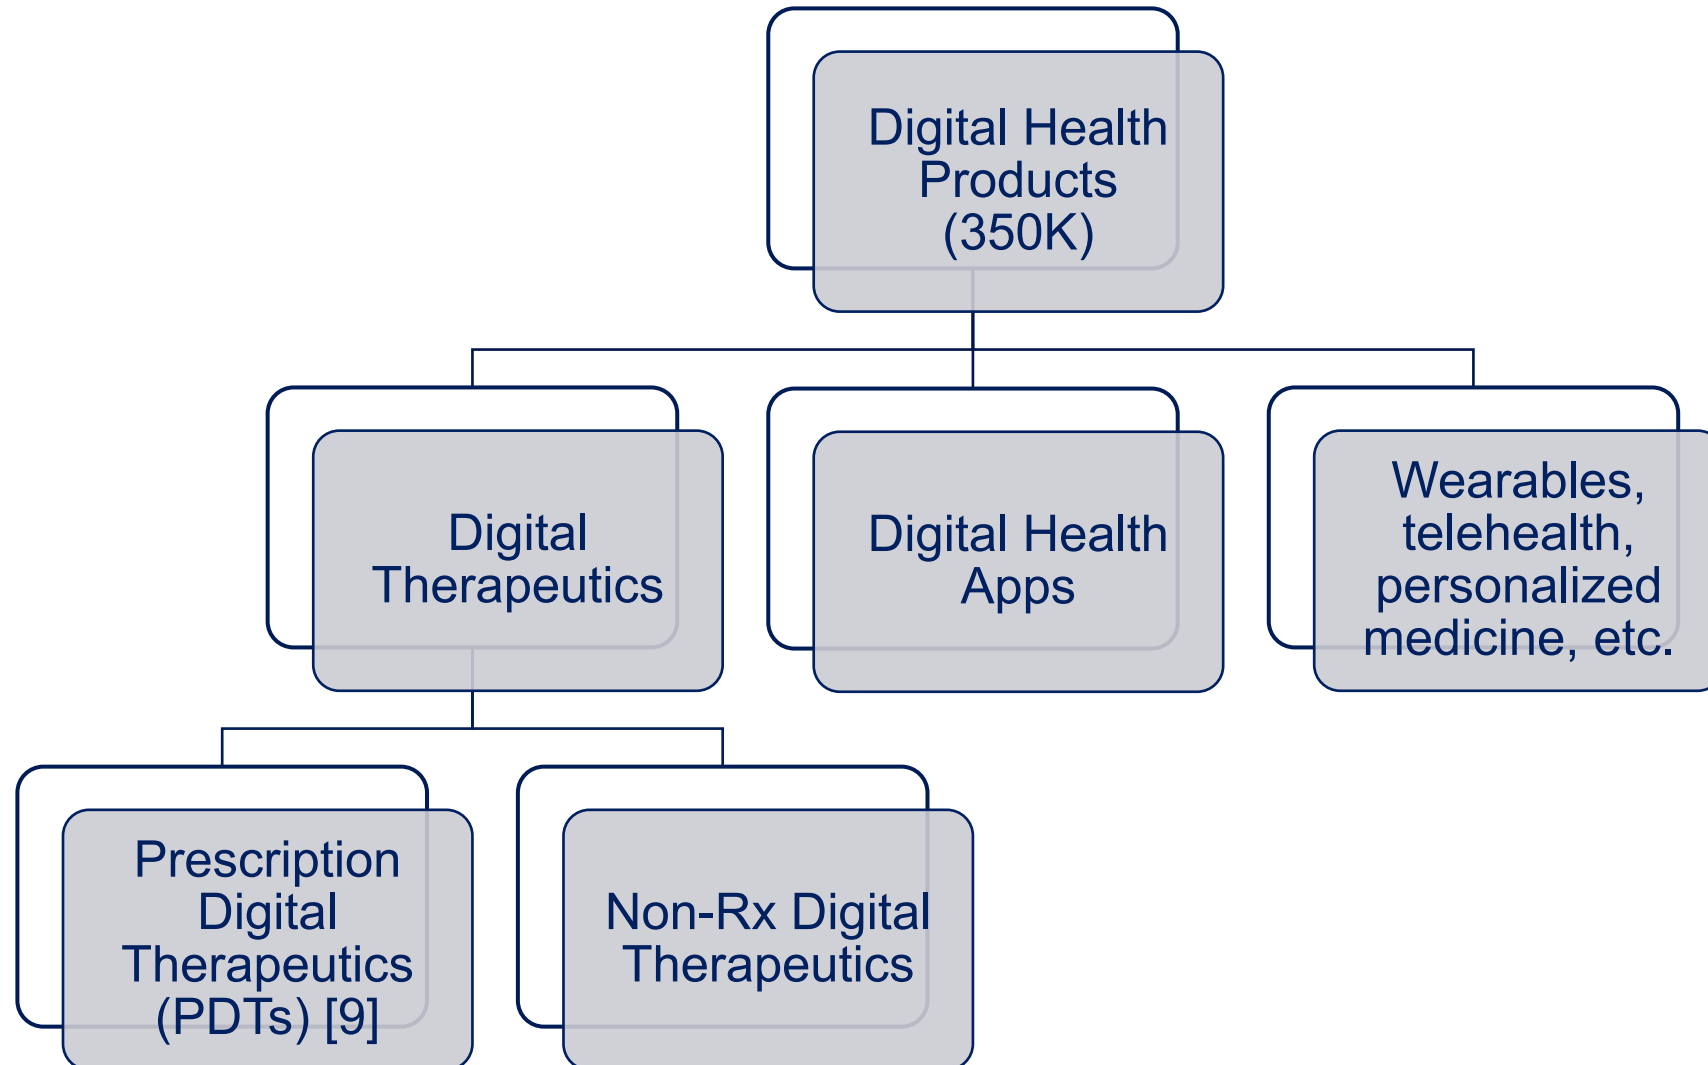 Digital Health
Products
(350K)
Digital
Therapeutics
Digital Health
Apps
Wearables,
telehealth,
personalized
medicine, etc.
Prescription
Digital
Therapeutics
(PDTs) [9]
Non-Rx Digital
Therapeutics